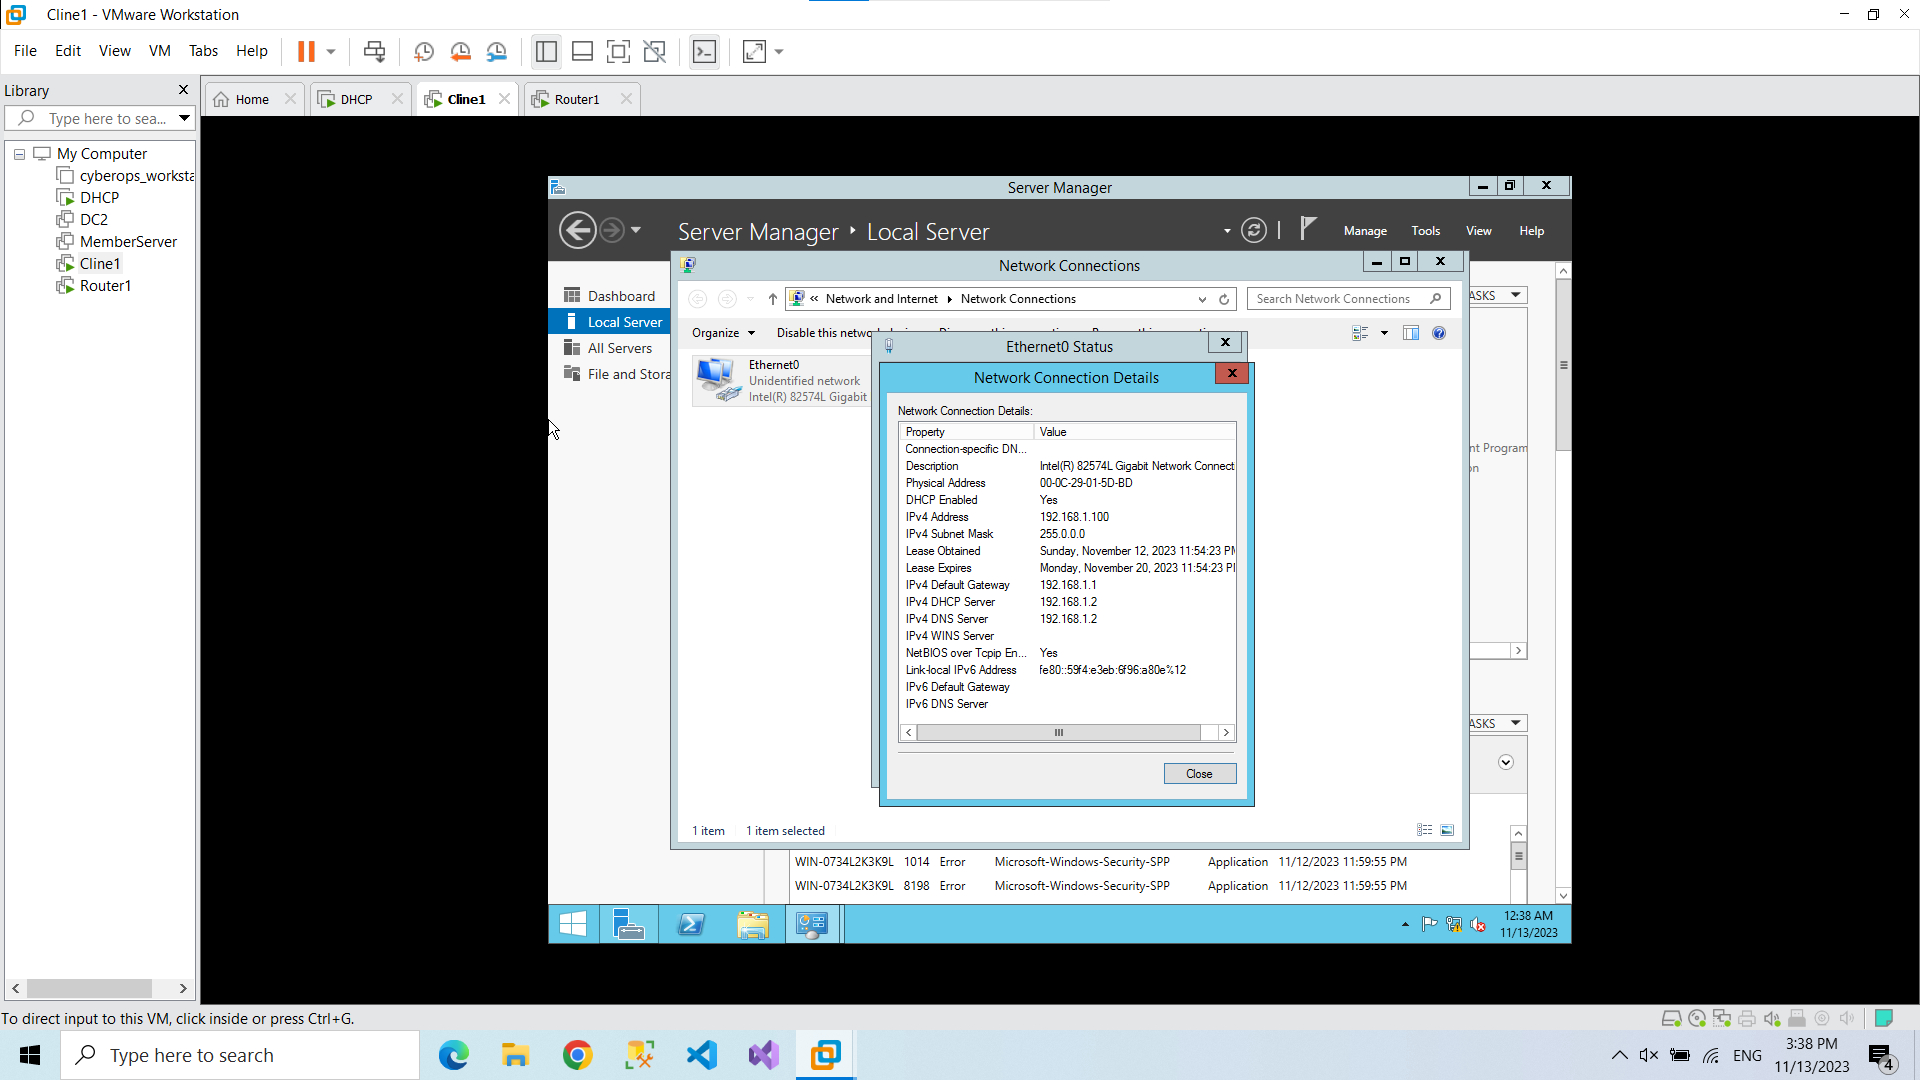 Cline1 - VMware Workstation
File Edit View VM Tabs Help
Library
Type here to sea...
Home
DHCP
Cline1
Router1
My Computer
cyberops_worksta
DHCP
DC2
MemberServer
Cline1
Router1
Server Manager
Server Manager Local Server
Manage Tools View Help
Dashboard
Local Server
All Servers
File and Stora
ASKS
nt Program
on
ASKS
Network Connections
« Network and Internet Network Connections
Search Network Connections
Organize
Disable this netwo
Ethernet0
Unidentified network
Intel(R) 82574L Gigabit
Ethernet0 Status
Network Connection Details
Network Connection Details:
Property Value
Connection-specific DN...
Description Intel(R) 82574L Gigabit Network Connect
Physical Address 00-0C-29-01-5D-BD
DHCP Enabled Yes
IPv4 Address 192.168.1.100
IPv4 Subnet Mask 255.0.0.0
Lease Obtained Sunday, November 12, 2023 11:54:23 PM
Lease Expires Monday, November 20, 2023 11:54:23 PM
IPv4 Default Gateway 192.168.1.1
IPv4 DHCP Server 192.168.1.2
IPv4 DNS Server 192.168.1.2
IPv4 WINS Server
NetBIOS over Tcpip En... Yes
Link-local IPv6 Address fe80::59f4:e3eb:6f96:a80e%12
IPv6 Default Gateway
IPv6 DNS Server
Close
1 item 1 item selected
WIN-0734L2K3K9L 1014 Error Microsoft-Windows-Security-SPP Application 11/12/2023 11:59:55 PM
WIN-0734L2K3K9L 8198 Error Microsoft-Windows-Security-SPP Application 11/12/2023 11:59:55 PM
12:38 AM
11/13/2023
To direct input to this VM, click inside or press Ctrl+G.
Type here to search
ENG
3:38 PM
11/13/2023
4